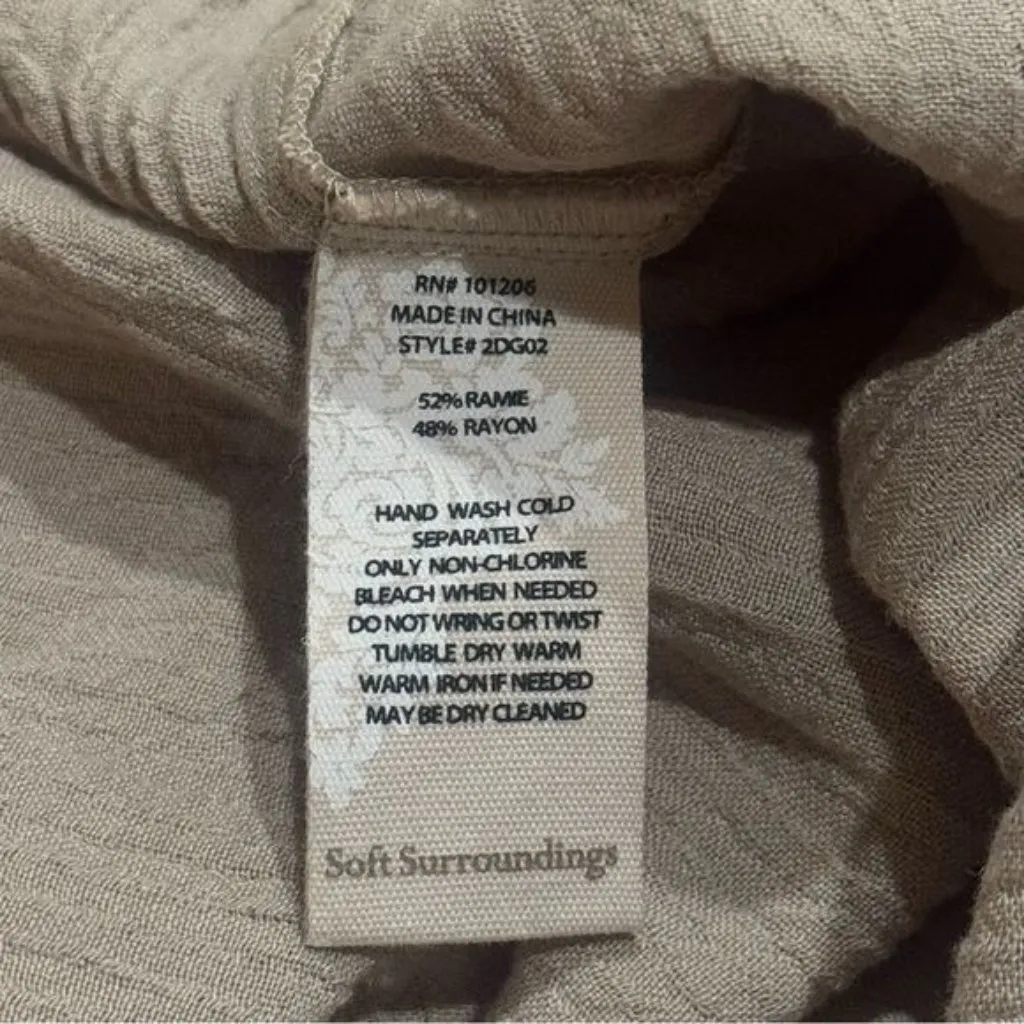 RN# 101206
MADE IN CHINA
STYLE# 2DG02
52% RAMIE
48% RAYON
HAND WASH COLD
SEPARATELY
ONLY NON-CHLORINE
BLEACH WHEN NEEDED
DO NOT WRING OR TWIST
TUMBLE DRY WARM
WARM IRON IF NEEDED
MAY BE DRY CLEANED
Soft Surroundings